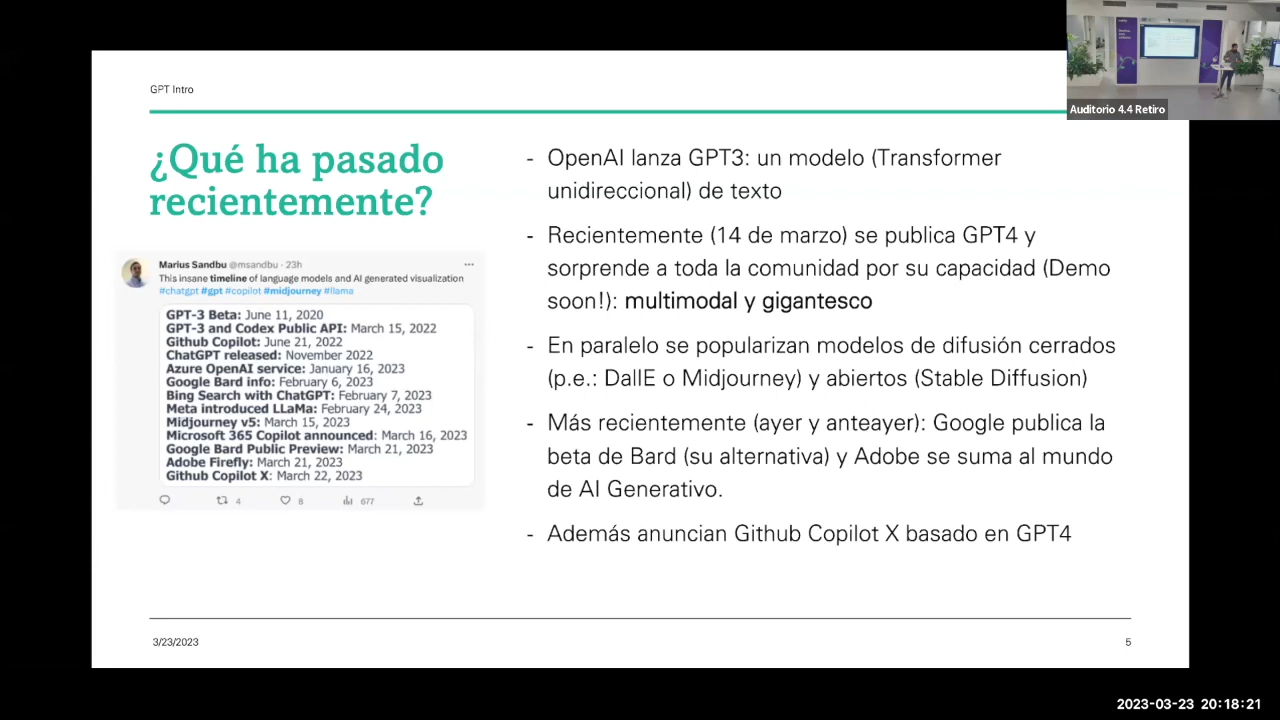 GPT Intro
Auditorio 4.4 Retiro
¿Qué ha pasado
recientemente?
Marius Sandbu @msandbu · 23h
This insane timeline of language models and AI generated visualization
#chatgpt #gpt #copilot #midjourney #llama
GPT-3 Beta: June 11, 2020
GPT-3 and Codex Public API: March 15, 2022
Github Copilot: June 21, 2022
ChatGPT released: November 2022
Azure OpenAI service: January 16, 2023
Google Bard info: February 6, 2023
Bing Search with ChatGPT: February 7, 2023
Meta introduced LLaMa: February 24, 2023
Midjourney v5: March 15, 2023
Microsoft 365 Copilot announced: March 16, 2023
Google Bard Public Preview: March 21, 2023
Adobe Firefly: March 21, 2023
Github Copilot X: March 22, 2023
4 8 677
- OpenAI lanza GPT3: un modelo (Transformer
unidireccional) de texto
- Recientemente (14 de marzo) se publica GPT4 y
sorprende a toda la comunidad por su capacidad (Demo
soon!): multimodal y gigantesco
- En paralelo se popularizan modelos de difusión cerrados
(p.e.: DallE o Midjourney) y abiertos (Stable Diffusion)
- Más recientemente (ayer y anteayer): Google publica la
beta de Bard (su alternativa) y Adobe se suma al mundo
de AI Generativo.
- Además anuncian Github Copilot X basado en GPT4
3/23/2023
5
2023-03-23 20:18:21